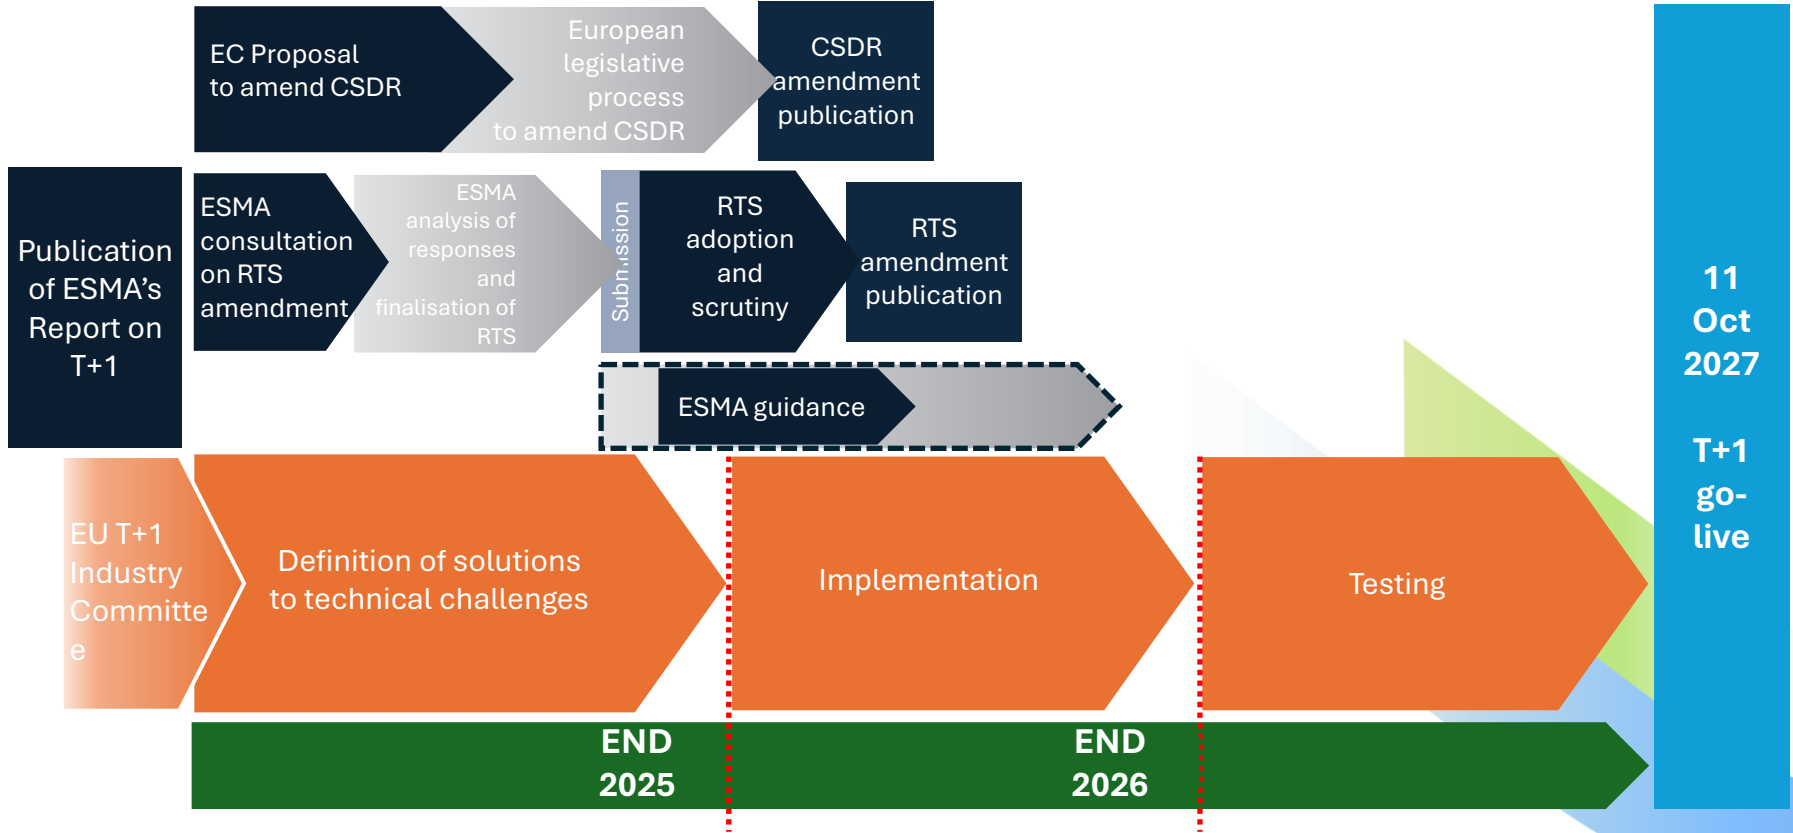 EC Proposal
to amend CSDR
European
legislative
process
to amend CSDR
CSDR
amendment
publication
Publication
of ESMA's
Report on
T+1
ESMA
consultation
on RTS
amendment
ESMA
analysis of
responses
and
finalisation of
RTS
Submission
RTS
adoption
and
scrutiny
RTS
amendment
publication
ESMA guidance
EU T+1
Industry
Committe
e
Definition of solutions
to technical challenges
Implementation
Testing
END
2025
END
2026
11
Oct
2027
T+1
go-
live